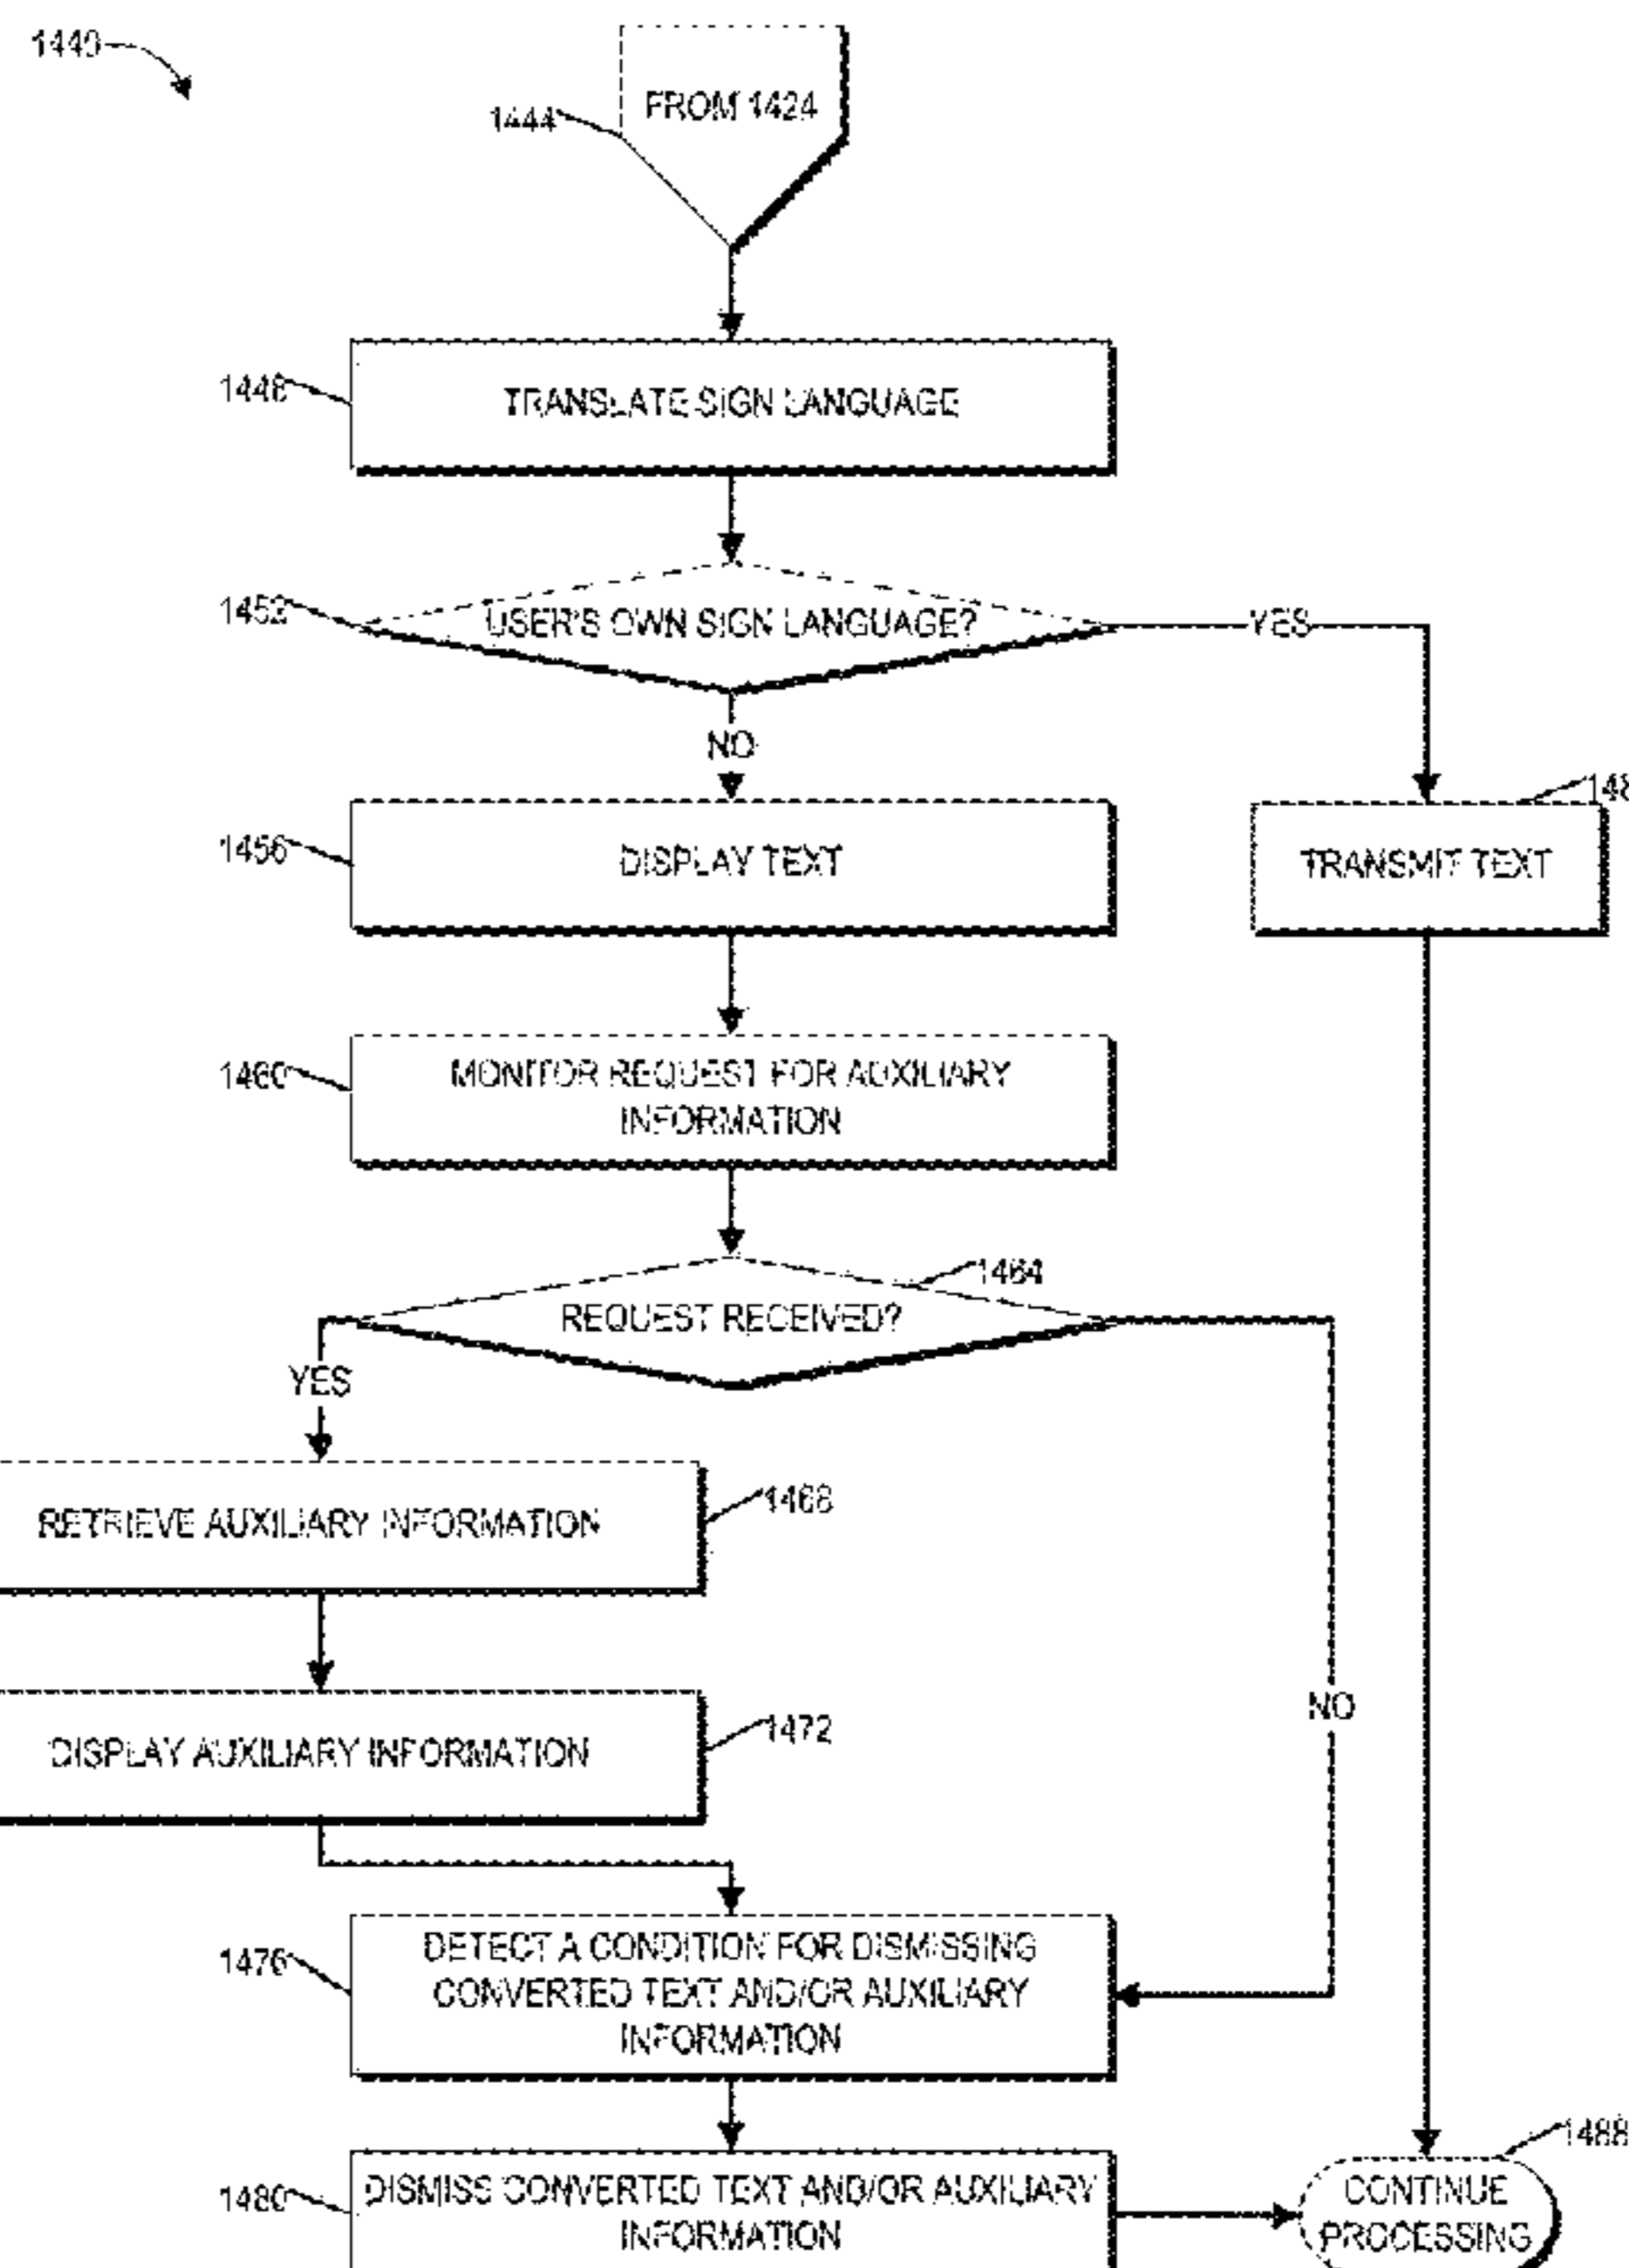 1440
FROM 1424
1444
1448
TRANSLATE SIGN LANGUAGE
1452
USER'S OWN SIGN LANGUAGE?
YES
NO
1456
DISPLAY TEXT
TRANSMIT TEXT
1460
MONITOR REQUEST FOR AUXILIARY
INFORMATION
1464
REQUEST RECEIVED?
YES
RETRIEVE AUXILIARY INFORMATION
1468
DISPLAY AUXILIARY INFORMATION
1472
NO
1476
DETECT A CONDITION FOR DISMISSING
CONVERTED TEXT AND/OR AUXILIARY
INFORMATION
1480
DISMISS CONVERTED TEXT AND/OR AUXILIARY
INFORMATION
1488
CONTINUE
PROCESSING